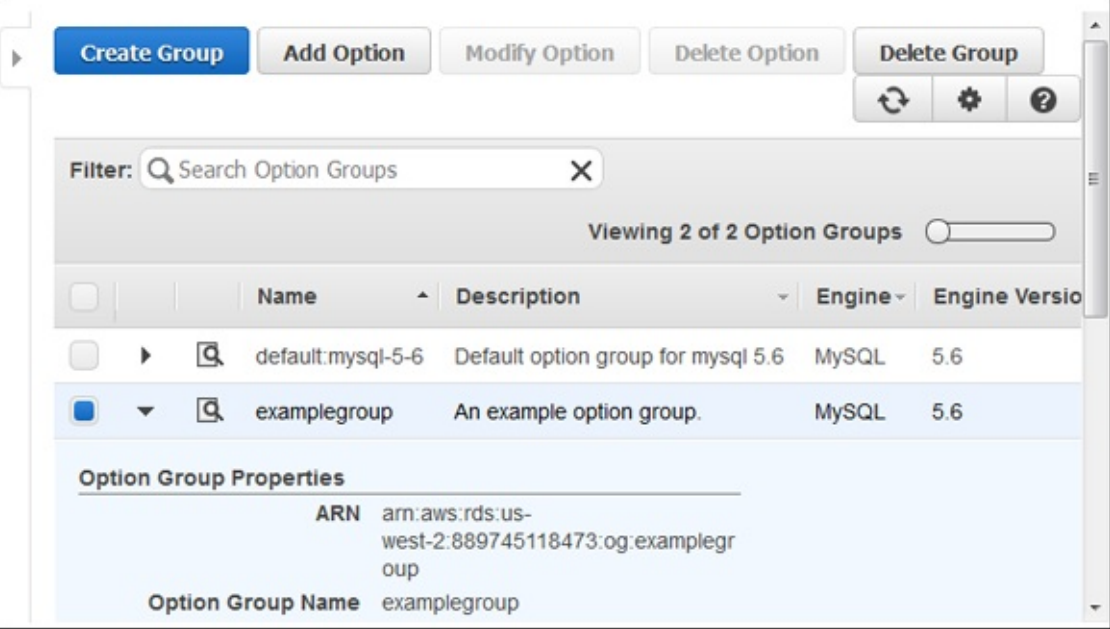 Create Group Add Option Modify Option Delete Option Delete Group
Filter: Search Option Groups
Viewing 2 of 2 Option Groups
Name Description Engine Engine Versio
default:mysql-5-6 Default option group for mysql 5.6 MySQL 5.6
examplegroup An example option group. MySQL 5.6
Option Group Properties
ARN arn:aws:rds:us-
west-2:889745118473:og:examplegr
oup
Option Group Name examplegroup